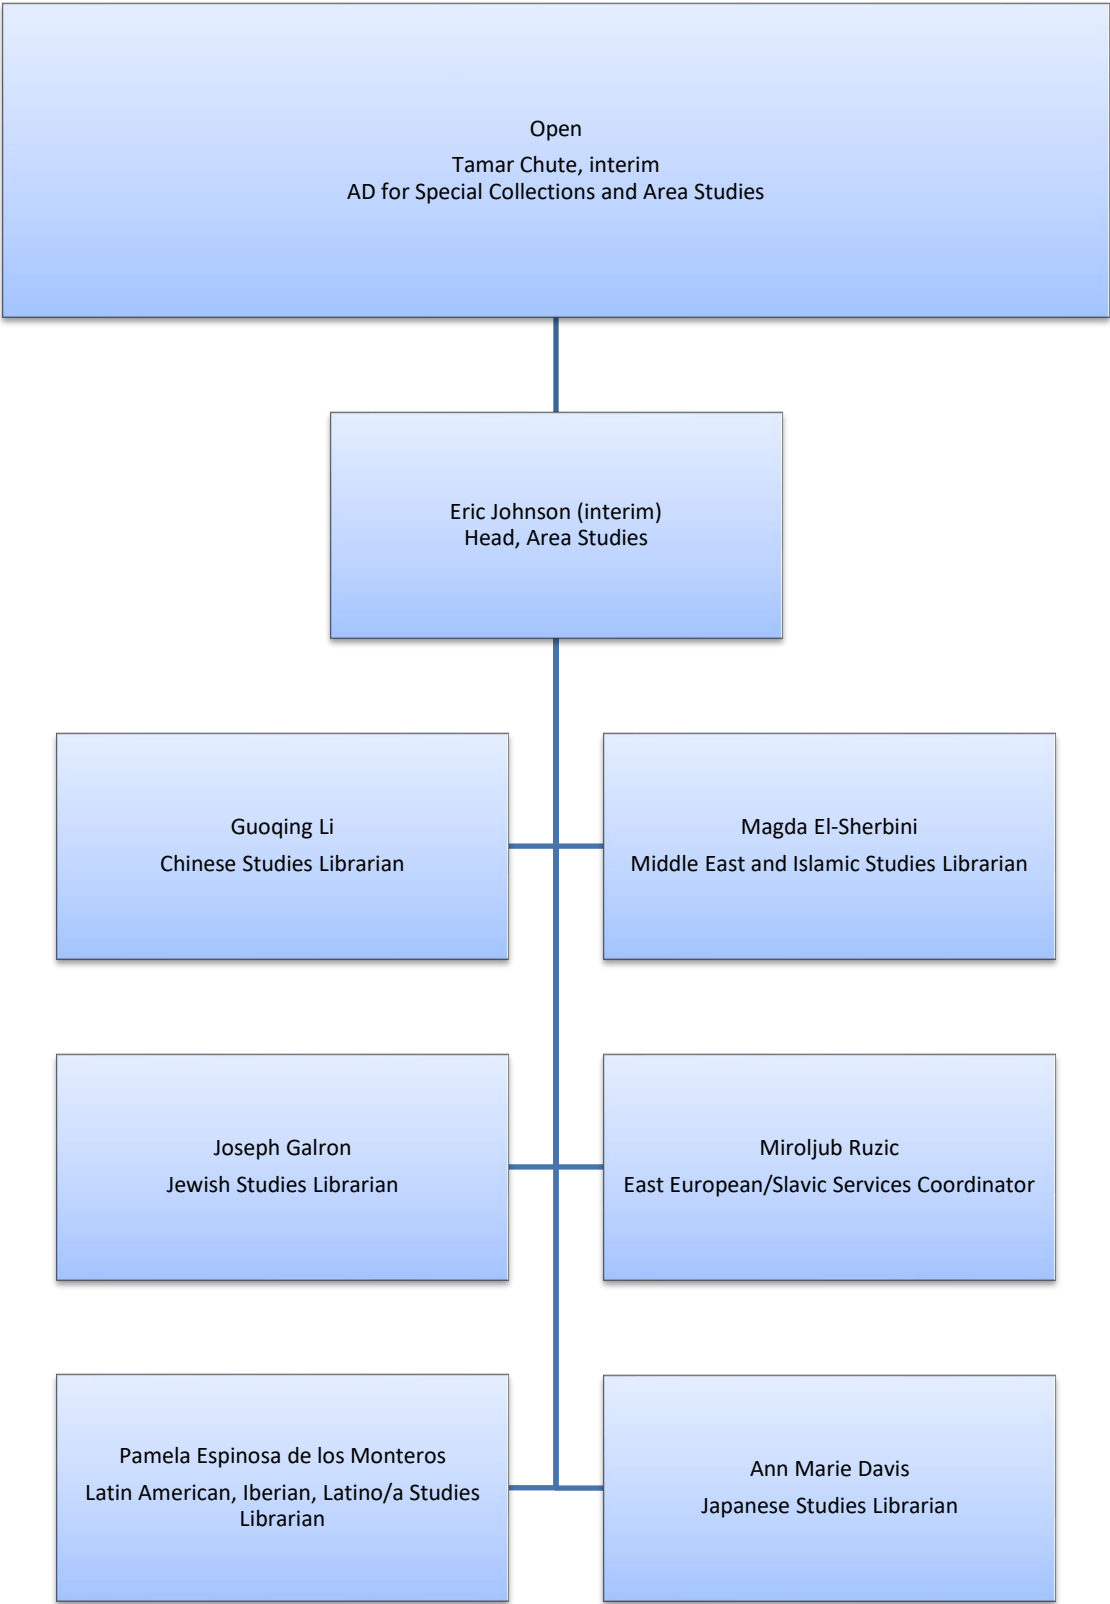 Open
Tamar Chute, interim
AD for Special Collections and Area Studies
Eric Johnson (interim)
Head, Area Studies
Guoqing Li
Chinese Studies Librarian
Magda El-Sherbini
Middle East and Islamic Studies Librarian
Joseph Galron
Jewish Studies Librarian
Miroljub Ruzic
East European/Slavic Services Coordinator
Pamela Espinosa de los Monteros
Latin American, Iberian, Latino/a Studies
Librarian
Ann Marie Davis
Japanese Studies Librarian